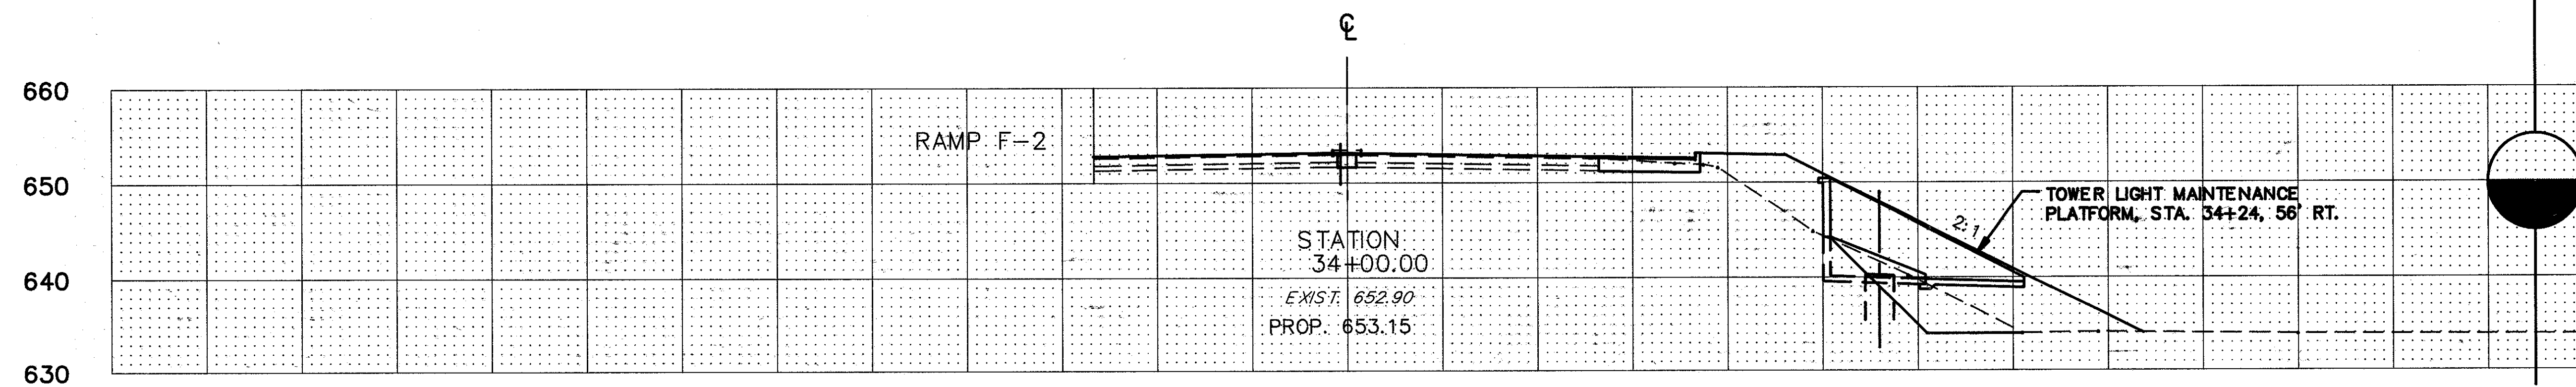 ℄
660
650
640
630
RAMP F-2
STATION
34+00.00
EXIST. 652.90
PROP. 653.15
2:1
TOWER LIGHT MAINTENANCE
PLATFORM, STA. 34+24, 56' RT.